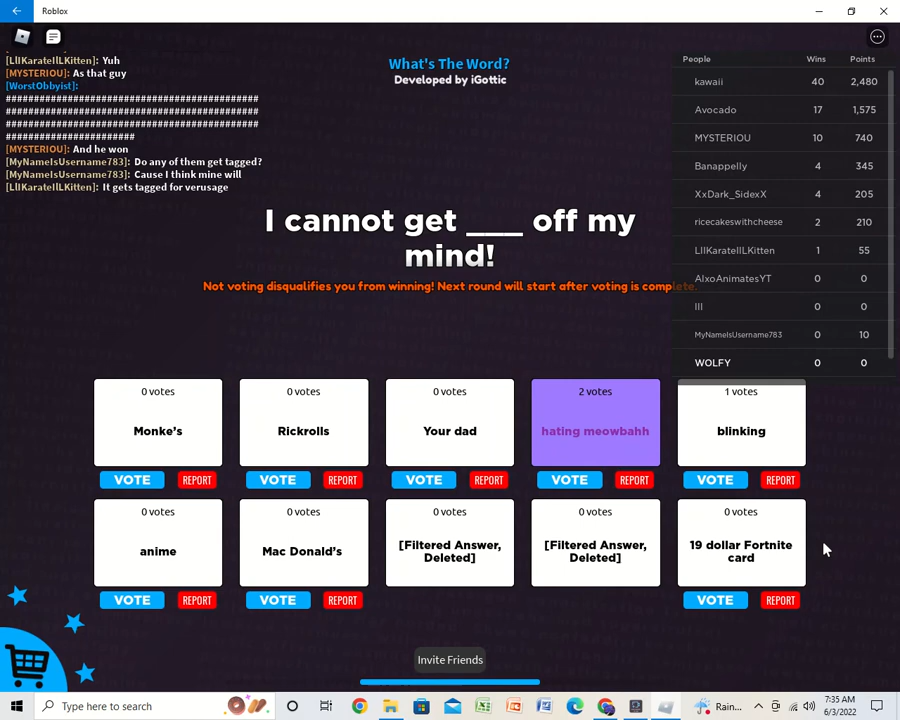 Roblox
[LlIKarateIlLKitten]: Yuh
[MYSTERIOU]: As that guy
[WorstObbyist]:
############################################
############################################
############################################
######################
[MYSTERIOU]: And he won
[MyNameIsUsername783]: Do any of them get tagged?
[MyNameIsUsername783]: Cause I think mine will
[LlIKarateIlLKitten]: It gets tagged for verusage
What's The Word?
Developed by iGottic
People Wins Points
kawaii 40 2,480
Avocado 17 1,575
MYSTERIOU 10 740
Banappelly 4 345
XxDark_SidexX 4 205
ricecakeswithcheese 2 210
LlIKarateIlLKitten 1 55
AlxoAnimatesYT 0 0
III 0 0
MyNameIsUsername783 0 10
WOLFY 0 0
I cannot get ___ off my
mind!
Not voting disqualifies you from winning! Next round will start after voting is complete.
0 votes 0 votes 0 votes 2 votes 1 votes
Monke's Rickrolls Your dad hating meowbahh blinking
VOTE REPORT VOTE REPORT VOTE REPORT VOTE REPORT VOTE REPORT
0 votes 0 votes 0 votes 0 votes 0 votes
anime Mac Donald's [Filtered Answer, [Filtered Answer, 19 dollar Fortnite
Deleted] Deleted] card
VOTE REPORT VOTE REPORT VOTE REPORT
Invite Friends
Type here to search
Rain...
7:35 AM
6/3/2022